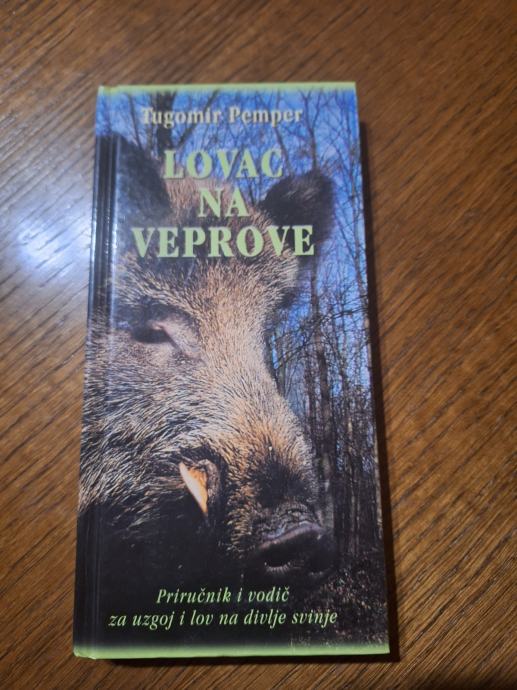 Tugomir Pemper
LOVAC
NA
VEPROVE
Priručnik i vodič
za uzgoj i lov na divlje svinje